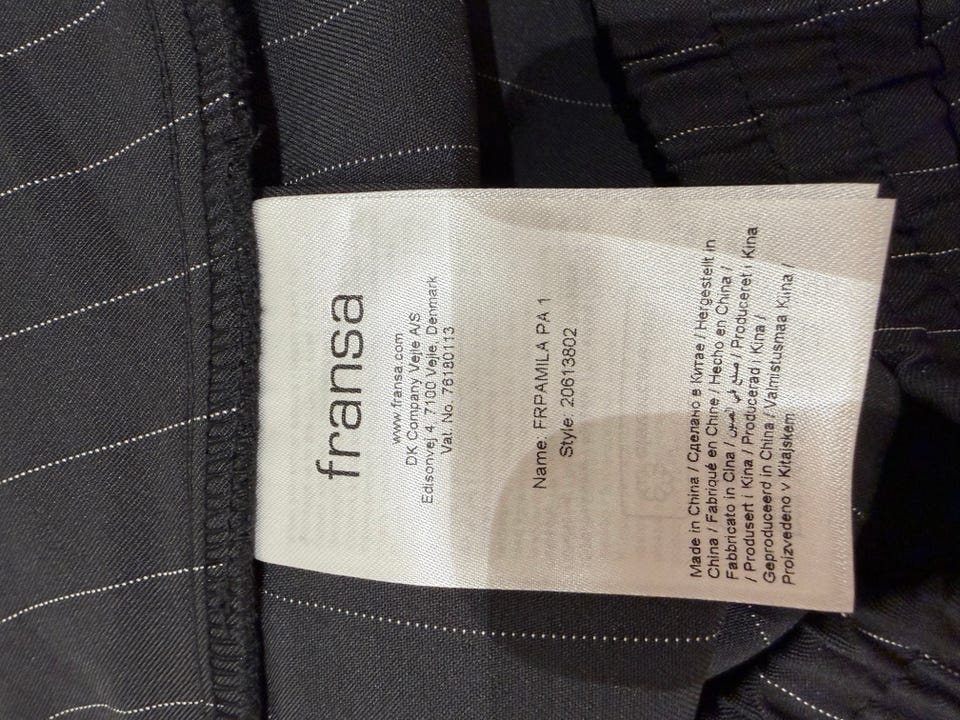 fransa
www.fransa.com
DK Company Vejle A/S
Edisonvej 4, 7100 Vejle, Denmark
Vat. No. 76180113
Name. FRPAMILA PA 1
Style: 20613802
Made in China / Сделано в Китае / Hergestellt in
China / Fabriqué en Chine / Hecho en China /
Fabbricato in Cina / صنع في الصين / Produceret i Kina
/ Produsert i Kina / Producerad i Kina /
Geproduceerd in China / Valmistusmaa Kiina /
Proizvedeno v Kitajskem